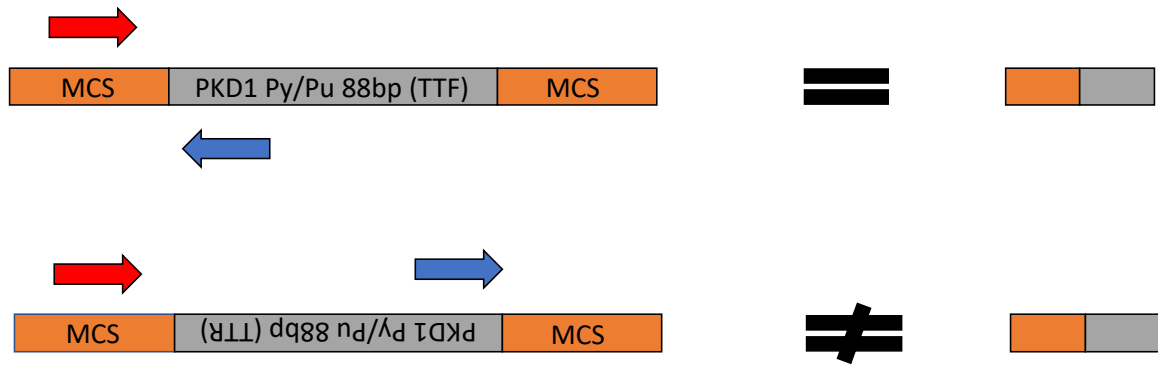 MCS PKD1 Py/Pu 88bp (TTF) MCS
MCS PKD1 Py/Pu 88bp (TTR) MCS